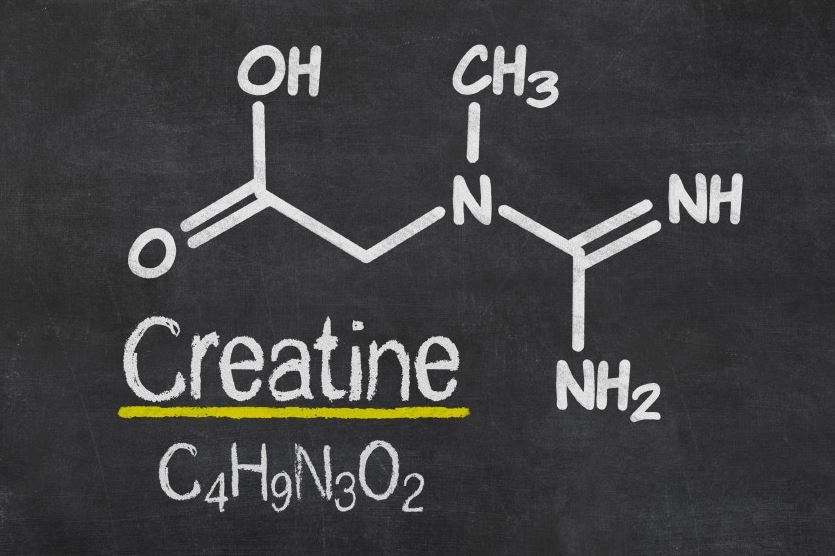 OH
CH3
N
NH
O
NH2
Creatine
C4H9N3O2